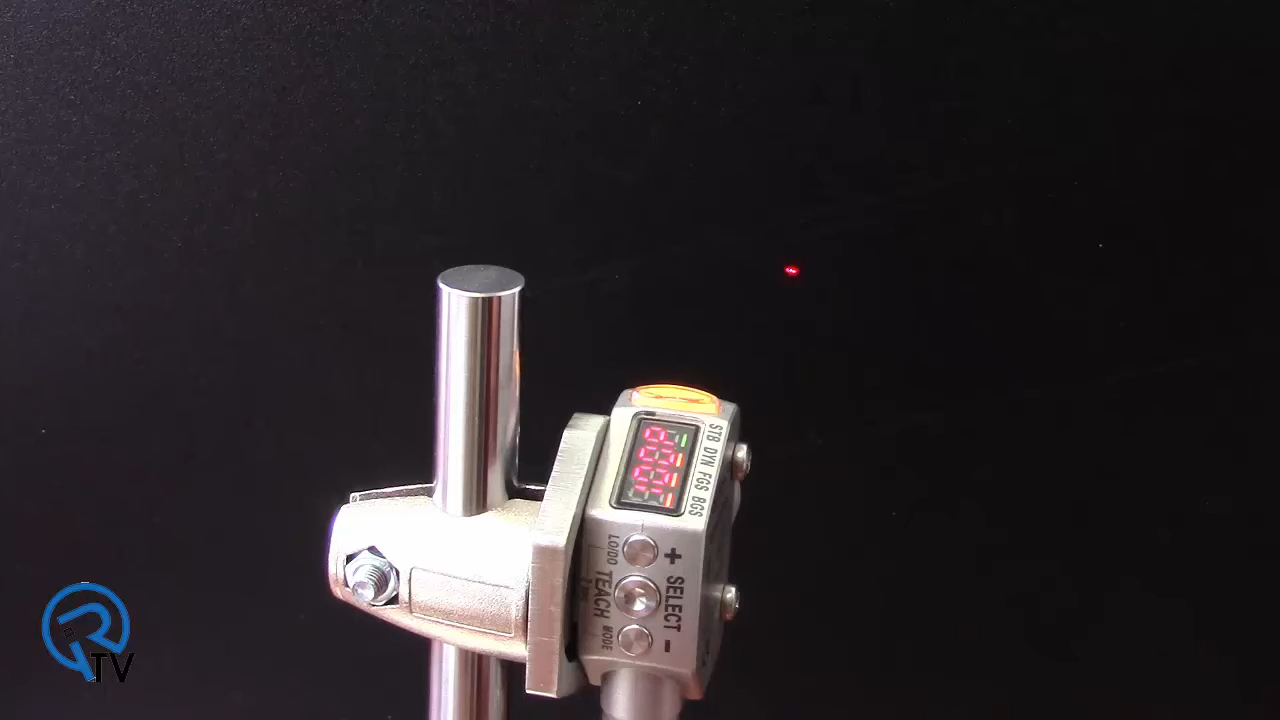 STB DYN FGS BGS
+ SELECT -
LO/DO TEACH MODE
R
TV